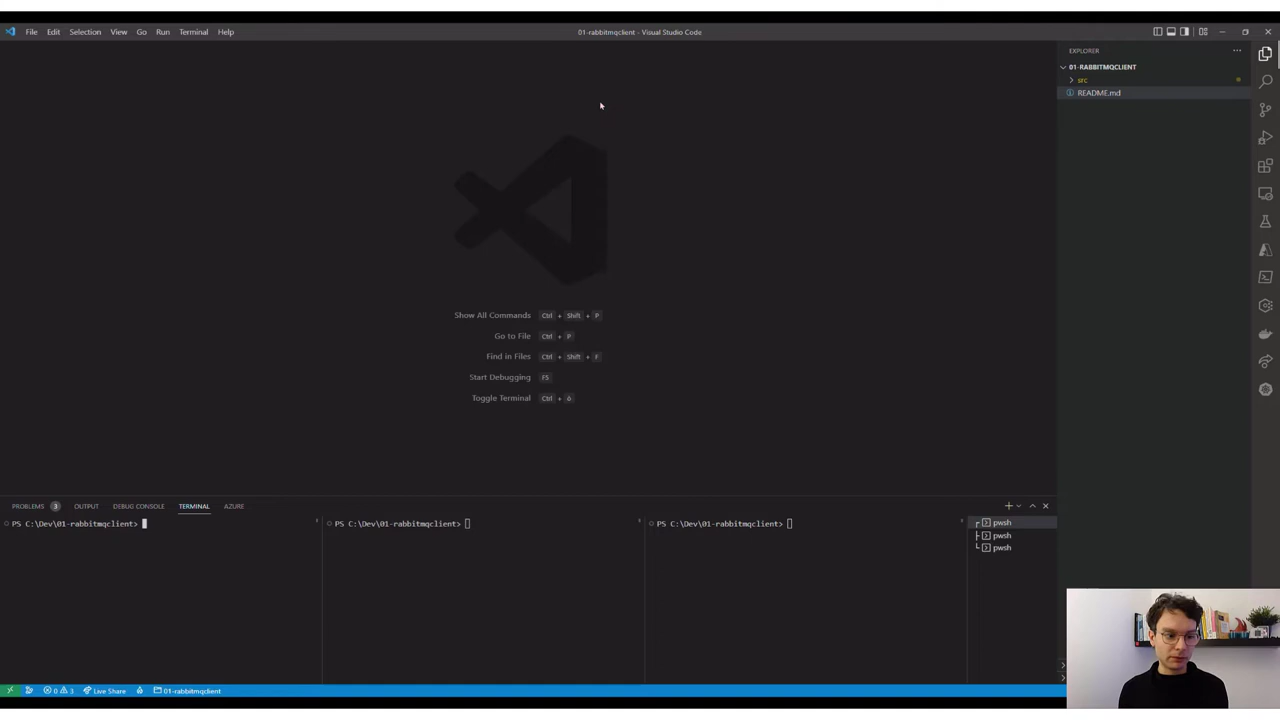 File Edit Selection View Go Run Terminal Help
01-rabbitmqclient - Visual Studio Code
EXPLORER
01-RABBITMQCLIENT
src
README.md
Show All Commands Ctrl + Shift + P
Go to File Ctrl + P
Find in Files Ctrl + Shift + F
Start Debugging F5
Toggle Terminal Ctrl + ö
PROBLEMS 3 OUTPUT DEBUG CONSOLE TERMINAL AZURE
PS C:\Dev\01-rabbitmqclient>
PS C:\Dev\01-rabbitmqclient>
PS C:\Dev\01-rabbitmqclient>
pwsh
pwsh
pwsh
0 3 Live Share 01-rabbitmqclient